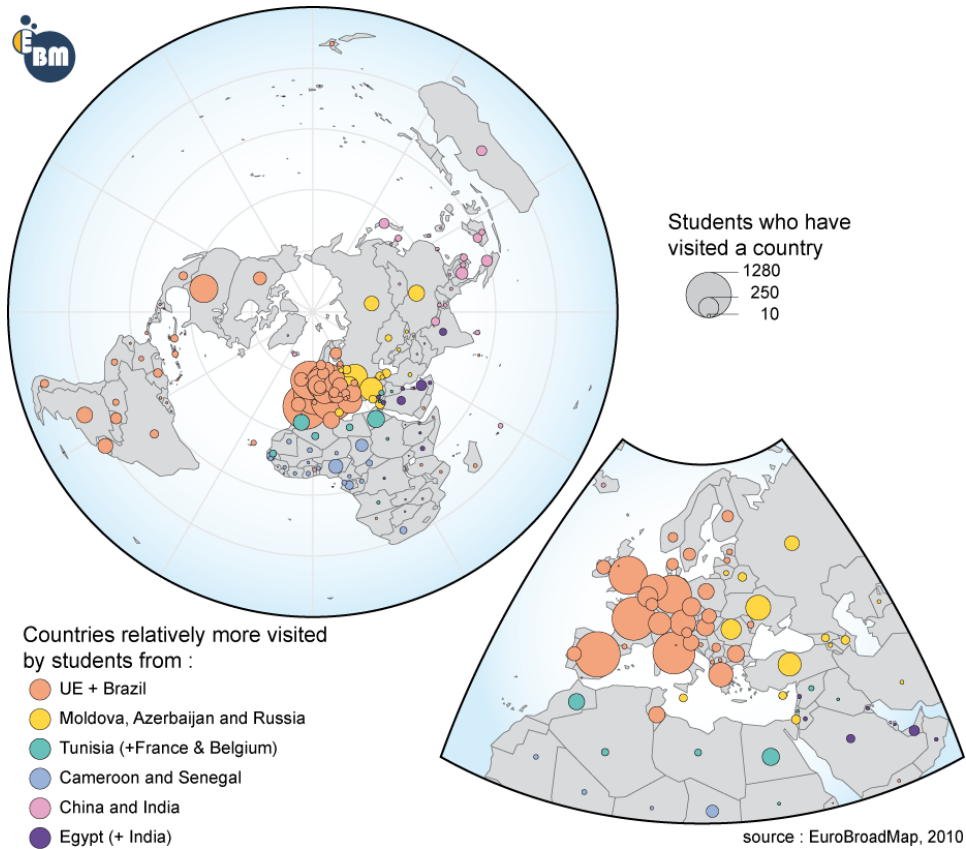 EBM
Students who have
visited a country
1280
250
10
Countries relatively more visited
by students from :
UE + Brazil
Moldova, Azerbaijan and Russia
Tunisia (+France & Belgium)
Cameroon and Senegal
China and India
Egypt (+ India)
source : EuroBroadMap, 2010